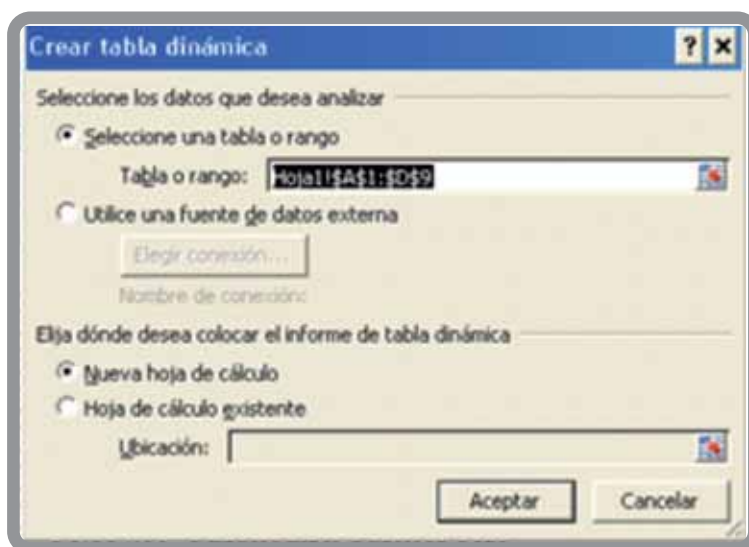 Crear tabla dinámica
Seleccione los datos que desea analizar
Seleccione una tabla o rango
Tabla o rango: Hoja1!$A$1:$D$9
Utilice una fuente de datos externa
Elegir conexión...
Nombre de conexión:
Elija dónde desea colocar el informe de tabla dinámica
Nueva hoja de cálculo
Hoja de cálculo existente
Ubicación:
Aceptar Cancelar